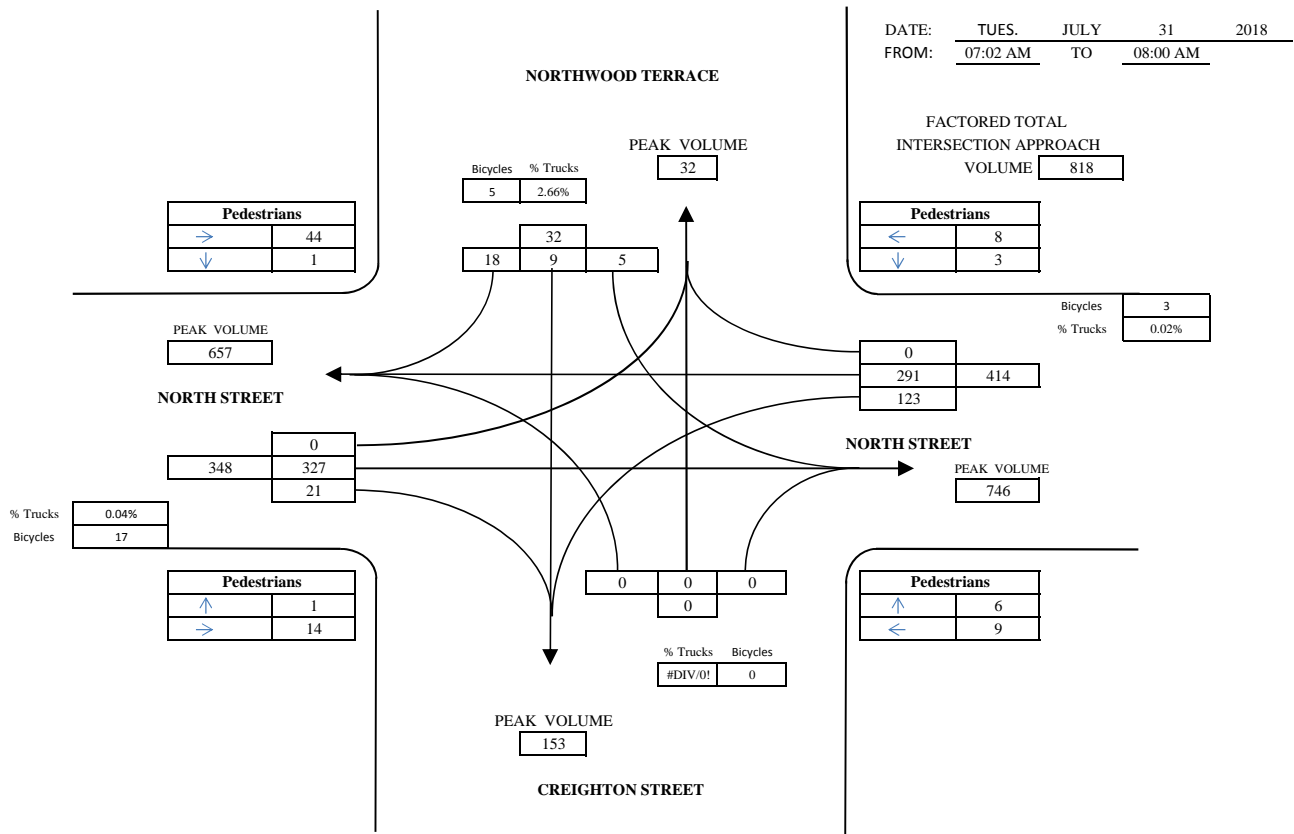 DATE: TUES. JULY 31 2018
FROM: 07:02 AM TO 08:00 AM
NORTHWOOD TERRACE
FACTORED TOTAL
INTERSECTION APPROACH
VOLUME 818
PEAK VOLUME
32
Bicycles % Trucks
5 2.66%
Pedestrians
→ 44
↓ 1
32
18 9 5
Pedestrians
← 8
↓ 3
Bicycles 3
% Trucks 0.02%
PEAK VOLUME
657
0
291 414
123
NORTH STREET
NORTH STREET
0
348 327
21
PEAK VOLUME
746
% Trucks 0.04%
Bicycles 17
Pedestrians
↑ 1
→ 14
0 0 0
0
Pedestrians
↑ 6
← 9
% Trucks Bicycles
#DIV/0! 0
PEAK VOLUME
153
CREIGHTON STREET